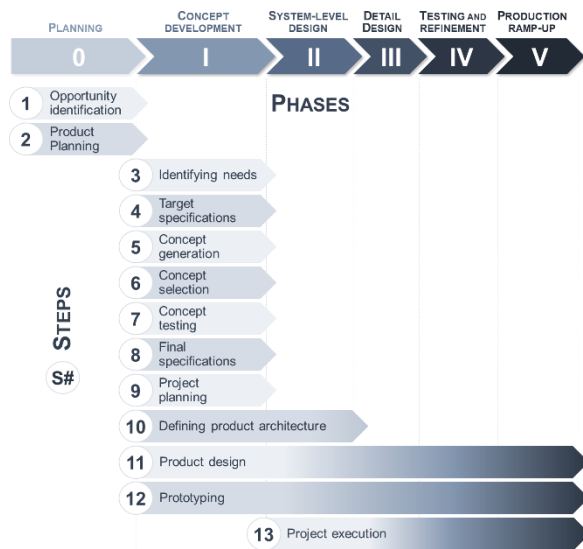 PLANNING
CONCEPT
DEVELOPMENT
SYSTEM-LEVEL
DESIGN
DETAIL
DESIGN
TESTING AND
REFINEMENT
PRODUCTION
RAMP-UP
0
I
II
III
IV
V
PHASES
1 Opportunity
identification
2 Product
Planning
3 Identifying needs
4 Target
specifications
5 Concept
generation
6 Concept
selection
7 Concept
testing
8 Final
specifications
9 Project
planning
10 Defining product architecture
11 Product design
12 Prototyping
13 Project execution
STEPS
S#